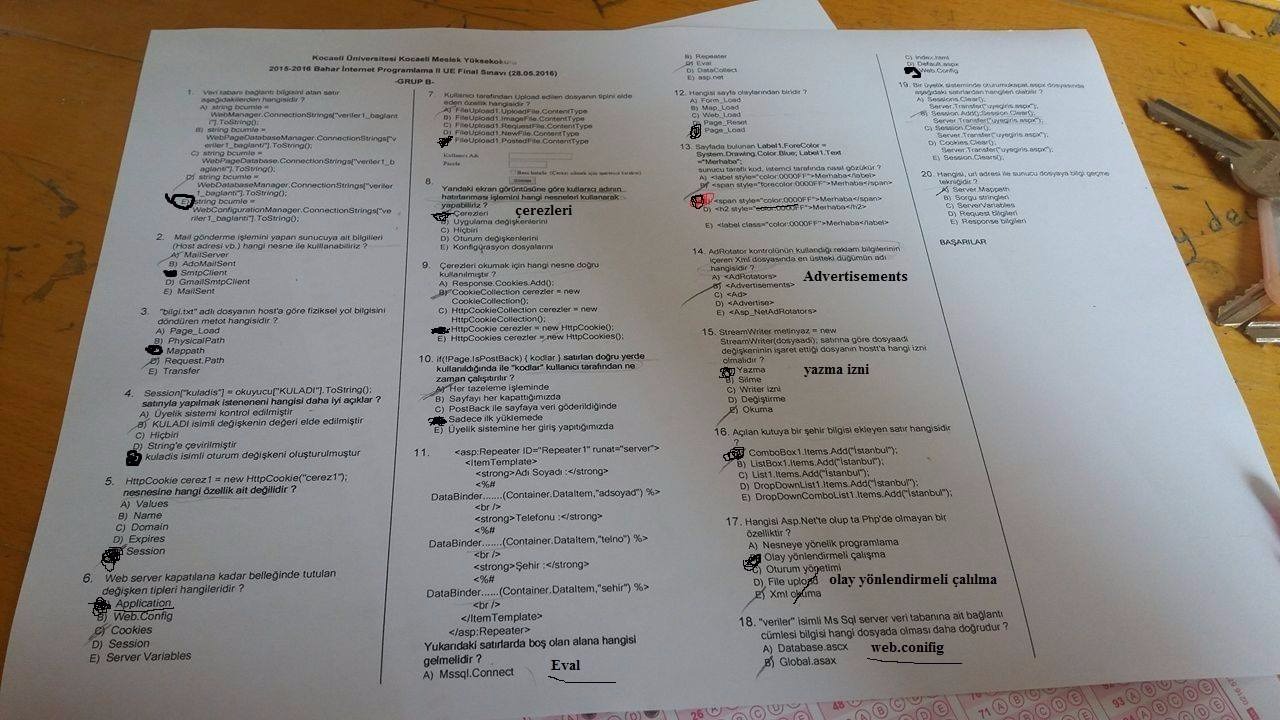 Kocaeli Üniversitesi Kocaeli Meslek Yüksekokulu
2015-2016 Bahar İnternet Programlama II UE Final Sınavı (28.05.2016)
-GRUP B-
1. Veri tabanı bağlantı bilgisini alan satır
aşağıdakilerden hangisidir ?
A) string bcumle =
WebManager.ConnectionStrings["veriler1_baglant
i"].ToString();
B) string bcumle =
WebPageDatabaseManager.ConnectionStrings["v
eriler1_baglanti"].ToString();
C) string bcumle =
WebPageDatabase.ConnectionStrings["veriler1_b
aglanti"].ToString();
D) string bcumle =
WebDatabaseManager.ConnectionStrings["veriler
1_baglanti"].ToString();
E) string bcumle =
WebConfigurationManager.ConnectionStrings["ve
riler1_baglanti"].ToString();
2. Mail gönderme işlemini yapan sunucuya ait bilgileri
(Host adresi vb.) hangi nesne ile kulllanabiliriz ?
A) MailServer
B) AdoMailSent
SmtpClient
D) GmailSmtpClient
E) MailSent
3. "bilgi.txt" adlı dosyanın host'a göre fiziksel yol bilgisini
döndüren metot hangisidir ?
A) Page_Load
B) PhysicalPath
Mappath
D) Request.Path
E) Transfer
4. Session["kuladis"] = okuyucu["KULADI"].ToString();
satırıyla yapılmak isteneneni hangisi daha iyi açıklar ?
A) Üyelik sistemi kontrol edilmiştir
B) KULADI isimli değişkenin değeri elde edilmiştir
C) Hiçbiri
D) String'e çevirilmiştir
kuladis isimli oturum değişkeni oluşturulmuştur
5. HttpCookie cerez1 = new HttpCookie("cerez1");
nesnesine hangi özellik ait değilidir ?
A) Values
B) Name
C) Domain
D) Expires
Session
6. Web server kapatılana kadar belleğinde tutulan
değişken tipleri hangileridir ?
Application
B) Web.Config
C) Cookies
D) Session
E) Server Variables
7. Kullanıcı tarafından Upload edilen dosyanın tipini elde
eden özellik hangisidir ?
A) FileUpload1.UploadFile.ContentType
B) FileUpload1.ImageFile.ContentType
C) FileUpload1.RequestFile.ContentType
D) FileUpload1.NewFile.ContentType
FileUpload1.PostedFile.ContentType
Kullanıcı Adı
Parola
8.
Yandaki ekran görüntüsüne göre kullanıcı adının
hatırlanması işlemini hangi nesneleri kullanarak
yapabiliriz ?
Çerezleri
çerezleri
B) Uygulama değişkenlerini
C) Hiçbiri
D) Oturum değişkenlerini
E) Konfigürasyon dosyalarını
9. Çerezleri okumak için hangi nesne doğru
kullanılmıştır ?
A) Response.Cookies.Add();
B) CookieCollection cerezler = new
CookieCollection();
C) HttpCookieCollection cerezler = new
HttpCookieCollection();
HttpCookie cerezler = new HttpCookie();
E) HttpCookies cerezler = new HttpCookies();
10. if(!Page.IsPostBack) { kodlar } satırları doğru yerde
kullanıldığında ile "kodlar" kullanıcı tarafından ne
zaman çalıştırılır ?
A) Her tazeleme işleminde
B) Sayfayı her kapattığımızda
C) PostBack ile sayfaya veri göderildiğinde
Sadece ilk yüklemede
E) Üyelik sistemine her giriş yapıtığımızda
11. <asp:Repeater ID="Repeater1" runat="server">
<ItemTemplate>
<strong>Adı Soyadı :</strong>
<%#
DataBinder.......(Container.DataItem,"adsoyad") %>
<br />
<strong>Telefonu :</strong>
<%#
DataBinder.......(Container.DataItem,"telno") %>
<br />
<strong>Şehir :</strong>
<%#
DataBinder.......(Container.DataItem,"sehir") %>
<br />
</ItemTemplate>
</asp:Repeater>
Yukarıdaki satırlarda boş olan alana hangisi
gelmelidir ?
A) Mssql.Connect
Eval
B) Repeater
C) Eval
D) DataCollect
E) asp.net
12. Hangisi sayfa olaylarından biridir ?
A) Form_Load
B) Map_Load
C) Web_Load
Page_Reset
Page_Load
13. Sayfada bulunan Label1.ForeColor =
System.Drawing.Color.Blue; Label1.Text
="Merhaba";
sunucu taraflı kod, istemci tarafında nasıl gözükür ?
A) <label style="color:0000FF">Merhaba</label>
B) <span style="forecolor:0000FF">Merhaba</span>
<span style="color:0000FF">Merhaba</span>
D) <h2 style="color:0000FF">Merhaba</h2>
E) <label class="color:0000FF">Merhaba</label>
14. AdRotator kontrolünün kullandığı reklam bilgilerinin
içeren Xml dosyasında en üstteki düğümün adı
hangisidir ?
A) <AdRotators>
Advertisements
B) <Advertisements>
C) <Ad>
D) <Advertise>
E) <Asp_NetAdRotators>
15. StreamWriter metinyaz = new
StreamWriter(dosyaadi); satırına göre dosyaadi
değişkeninin işaret ettiği dosyanın hostt'a hangi izni
olmalıdır ?
Yazma
yazma izni
B) Silme
C) Writer izni
D) Değiştirme
E) Okuma
16. Açılan kutuya bir şehir bilgisi ekleyen satır hangisidir
?
ComboBox1.Items.Add("İstanbul");
B) ListBox1.Items.Add("İstanbul");
C) List1.Items.Add("İstanbul");
D) DropDownList1.Items.Add("İstanbul");
E) DropDownComboList1.Items.Add("İstanbul");
17. Hangisi Asp.Net'te olup ta Php'de olmayan bir
özelliktir ?
A) Nesneye yönelik programlama
Olay yönlendirmeli çalışma
C) Oturum yönetimi
D) File upload
olay yönlendirmeli çalılma
E) Xml okuma
18. "veriler" isimli Ms Sql server veri tabanına ait bağlantı
cümlesi bilgisi hangi dosyada olması daha doğrudur ?
A) Database.ascx
web.conifig
B) Global.asax
C) Index.html
D) Default.aspx
Web.Config
19. Bir üyelik sisteminde oturumukapat.aspx dosyasında
aşağıdaki satırlardan hangileri olabilir ?
A) Sessions.Clear();
Server.Transfer("uyegiris.aspx");
B) Session.Add();Session.Clear();
Server.Transfer("uyegiris.aspx");
C) Session.Clear();
Server.Transfer("uyegiris.aspx");
D) Cookies.Clear();
Server.Transfer("uyegiris.aspx");
E) Session.Clears();
20. Hangisi, url adresi ile sunucu dosyaya bilgi geçme
tekniğidir ?
A) Server.Mappath
B) Sorgu stringleri
C) ServerVariables
D) Request bilgileri
E) Response bilgileri
BAŞARILAR